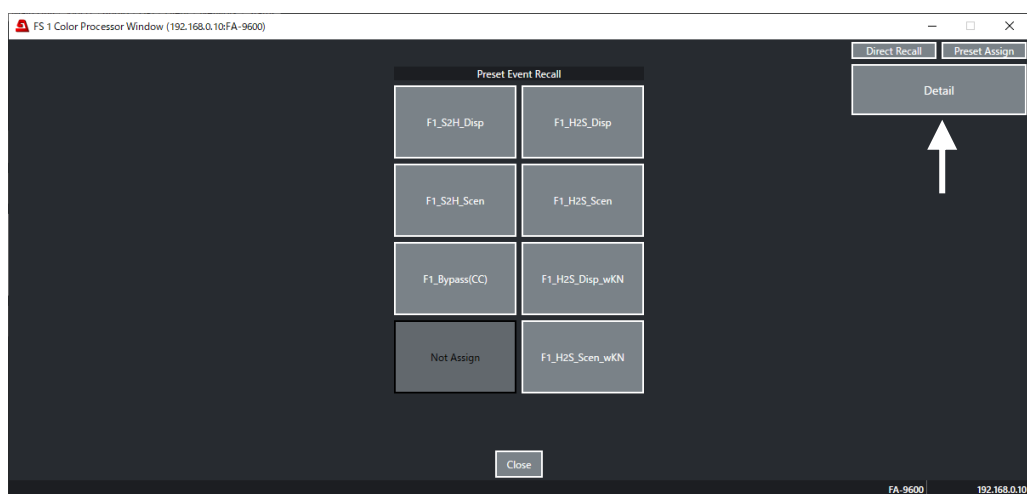 FS 1 Color Processor Window (192.168.0.10:FA-9600)
Direct Recall Preset Assign
Detail
Preset Event Recall
F1_S2H_Disp F1_H2S_Disp
F1_S2H_Scen F1_H2S_Scen
F1_Bypass(CC) F1_H2S_Disp_wKN
Not Assign F1_H2S_Scen_wKN
Close
FA-9600 192.168.0.10